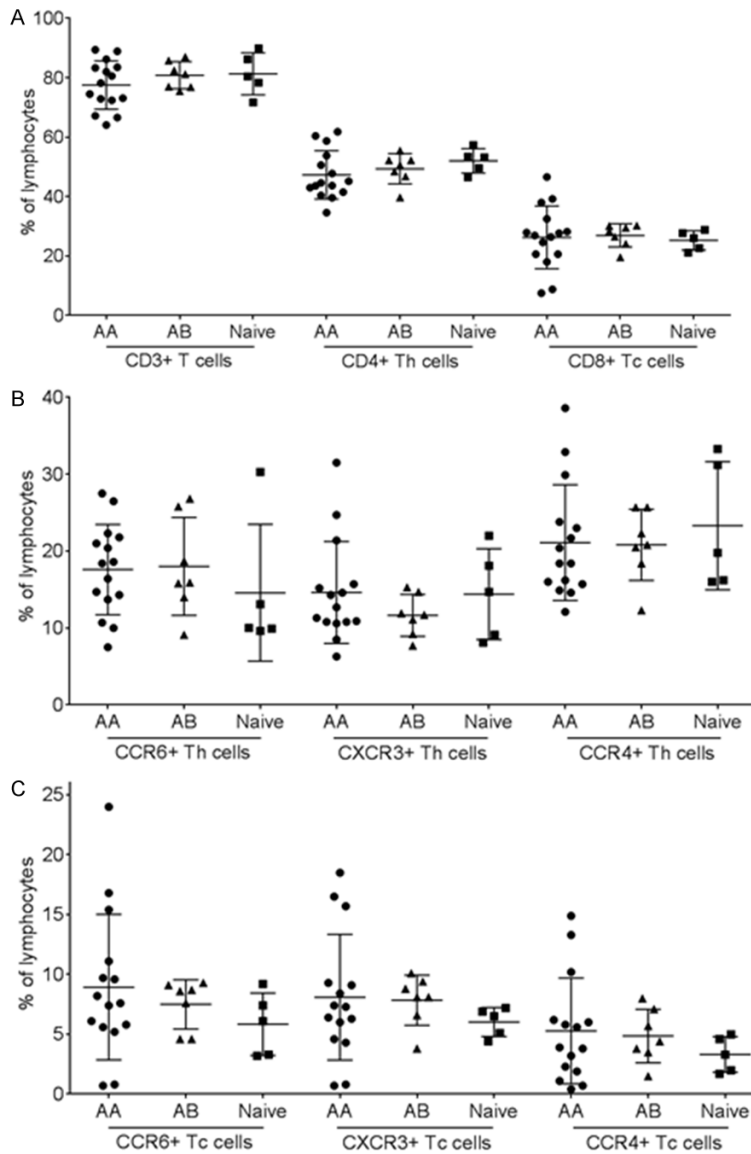 A
100
80
60
40
20
0
% of lymphocytes
AA AB Naive AA AB Naive AA AB Naive
CD3+ T cells CD4+ Th cells CD8+ Tc cells
B
40
30
20
10
0
% of lymphocytes
AA AB Naive AA AB Naive AA AB Naive
CCR6+ Th cells CXCR3+ Th cells CCR4+ Th cells
C
25
20
15
10
5
0
% of lymphocytes
AA AB Naive AA AB Naive AA AB Naive
CCR6+ Tc cells CXCR3+ Tc cells CCR4+ Tc cells